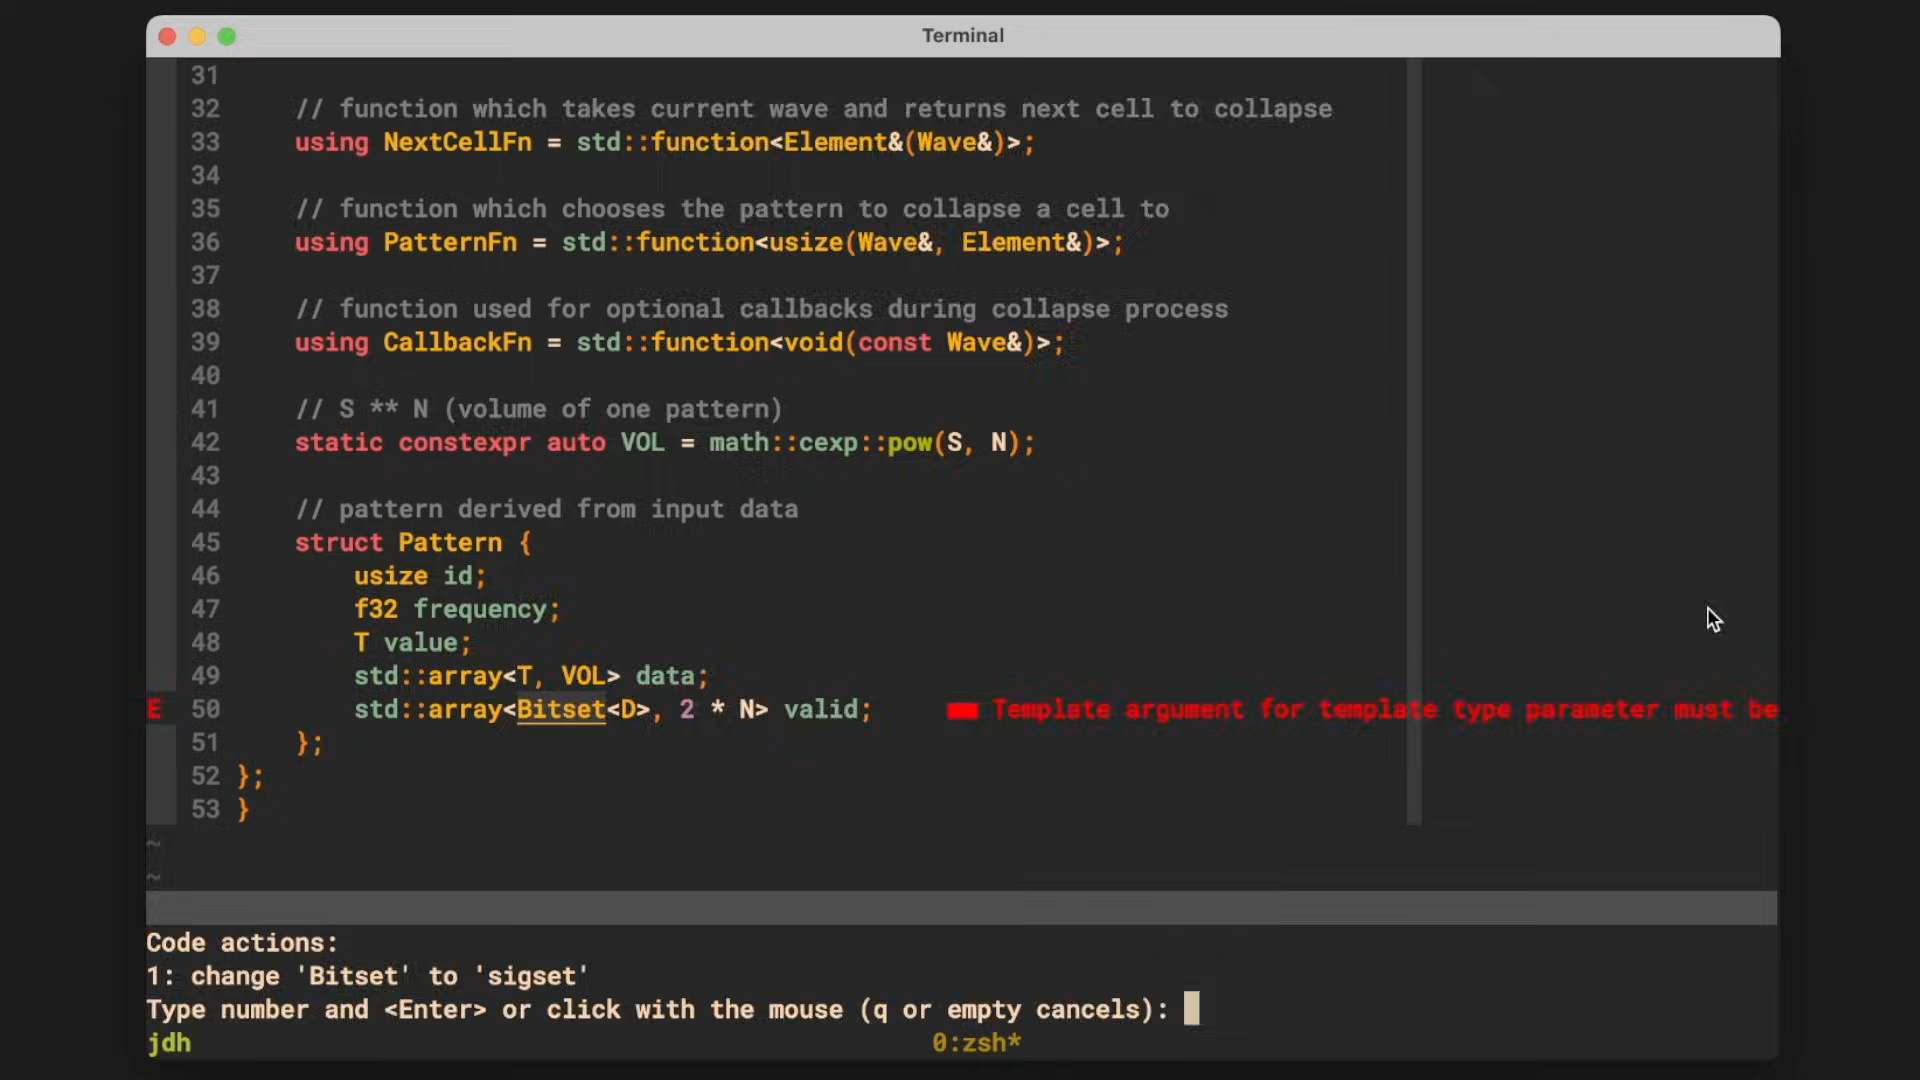 Terminal
31
32 // function which takes current wave and returns next cell to collapse
33 using NextCellFn = std::function<Element&(Wave&)>;
34
35 // function which chooses the pattern to collapse a cell to
36 using PatternFn = std::function<usize(Wave&, Element&)>;
37
38 // function used for optional callbacks during collapse process
39 using CallbackFn = std::function<void(const Wave&)>;
40
41 // S ** N (volume of one pattern)
42 static constexpr auto VOL = math::cexp::pow(S, N);
43
44 // pattern derived from input data
45 struct Pattern {
46 usize id;
47 f32 frequency;
48 T value;
49 std::array<T, VOL> data;
E 50 std::array<Bitset<D>, 2 * N> valid; ■■ Template argument for template type parameter must be
51 };
52 };
53 }
~
~
Code actions:
1: change 'Bitset' to 'sigset'
Type number and <Enter> or click with the mouse (q or empty cancels):
jdh 0:zsh*